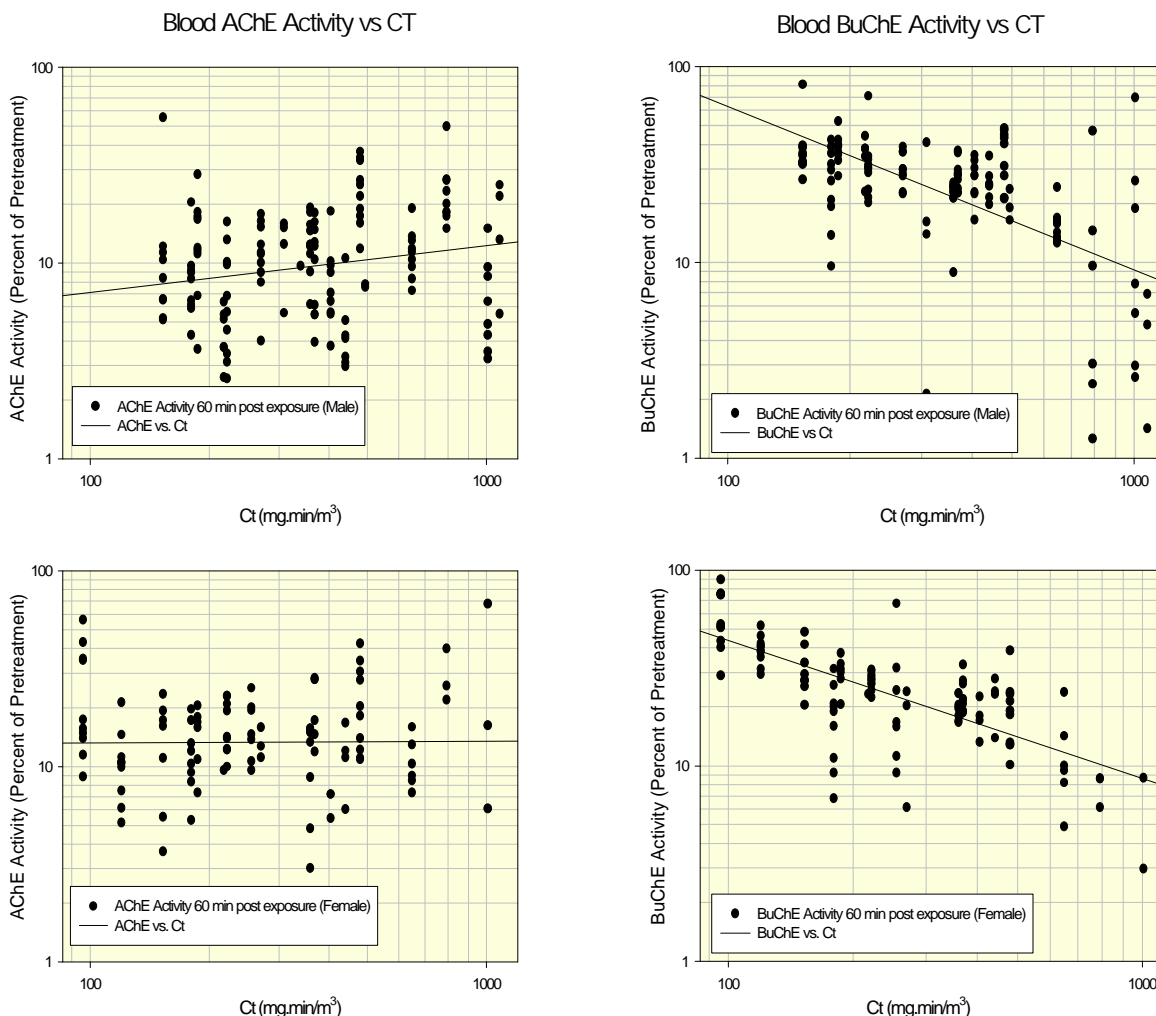 Blood AChE Activity vs CT
AChE Activity (Percent of Pretreatment)
100
10
1
AChE Activity 60 min post exposure (Male)
AChE vs. Ct
100
1000
Ct (mg.min/m³)
Blood BuChE Activity vs CT
BuChE Activity (Percent of Pretreatment)
100
10
1
BuChE Activity 60 min post exposure (Male)
BuChE vs Ct
100
1000
Ct (mg.min/m³)
AChE Activity (Percent of Pretreatment)
100
10
1
AChE Activity 60 min post exposure (Female)
AChE vs. Ct
100
1000
Ct (mg.min/m³)
BuChE Activity (Percent of Pretreatment)
100
10
1
BuChE Activity 60 min post exposure (Female)
BuChE vs. Ct
100
1000
Ct (mg.min/m³)